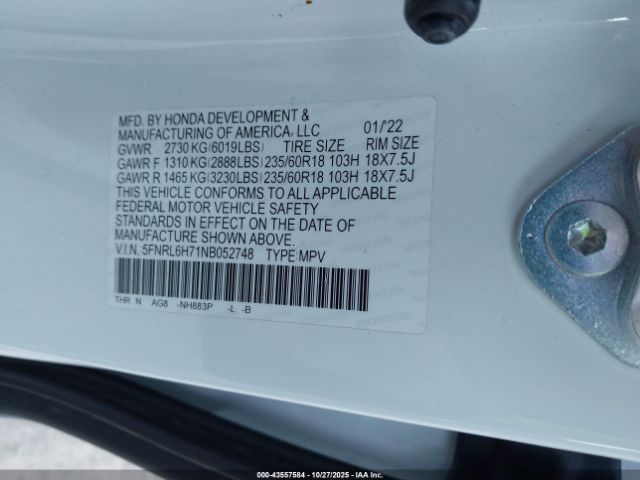 MFD. BY HONDA DEVELOPMENT &
MANUFACTURING OF AMERICA, LLC 01/'22
GVWR 2730 KG (6019LBS) TIRE SIZE RIM SIZE
GAWR F 1310 KG (2888LBS) 235/60R18 103H 18X7.5J
GAWR R 1465 KG (3230LBS) 235/60R18 103H 18X7.5J
THIS VEHICLE CONFORMS TO ALL APPLICABLE
FEDERAL MOTOR VEHICLE SAFETY
STANDARDS IN EFFECT ON THE DATE OF
MANUFACTURE SHOWN ABOVE.
V.I.N. 5FNRL6H71NB052748 TYPE: MPV
THR N AG8 -NH883P -L -B
000-43557584 | 10/27/2025 | IAA Inc.